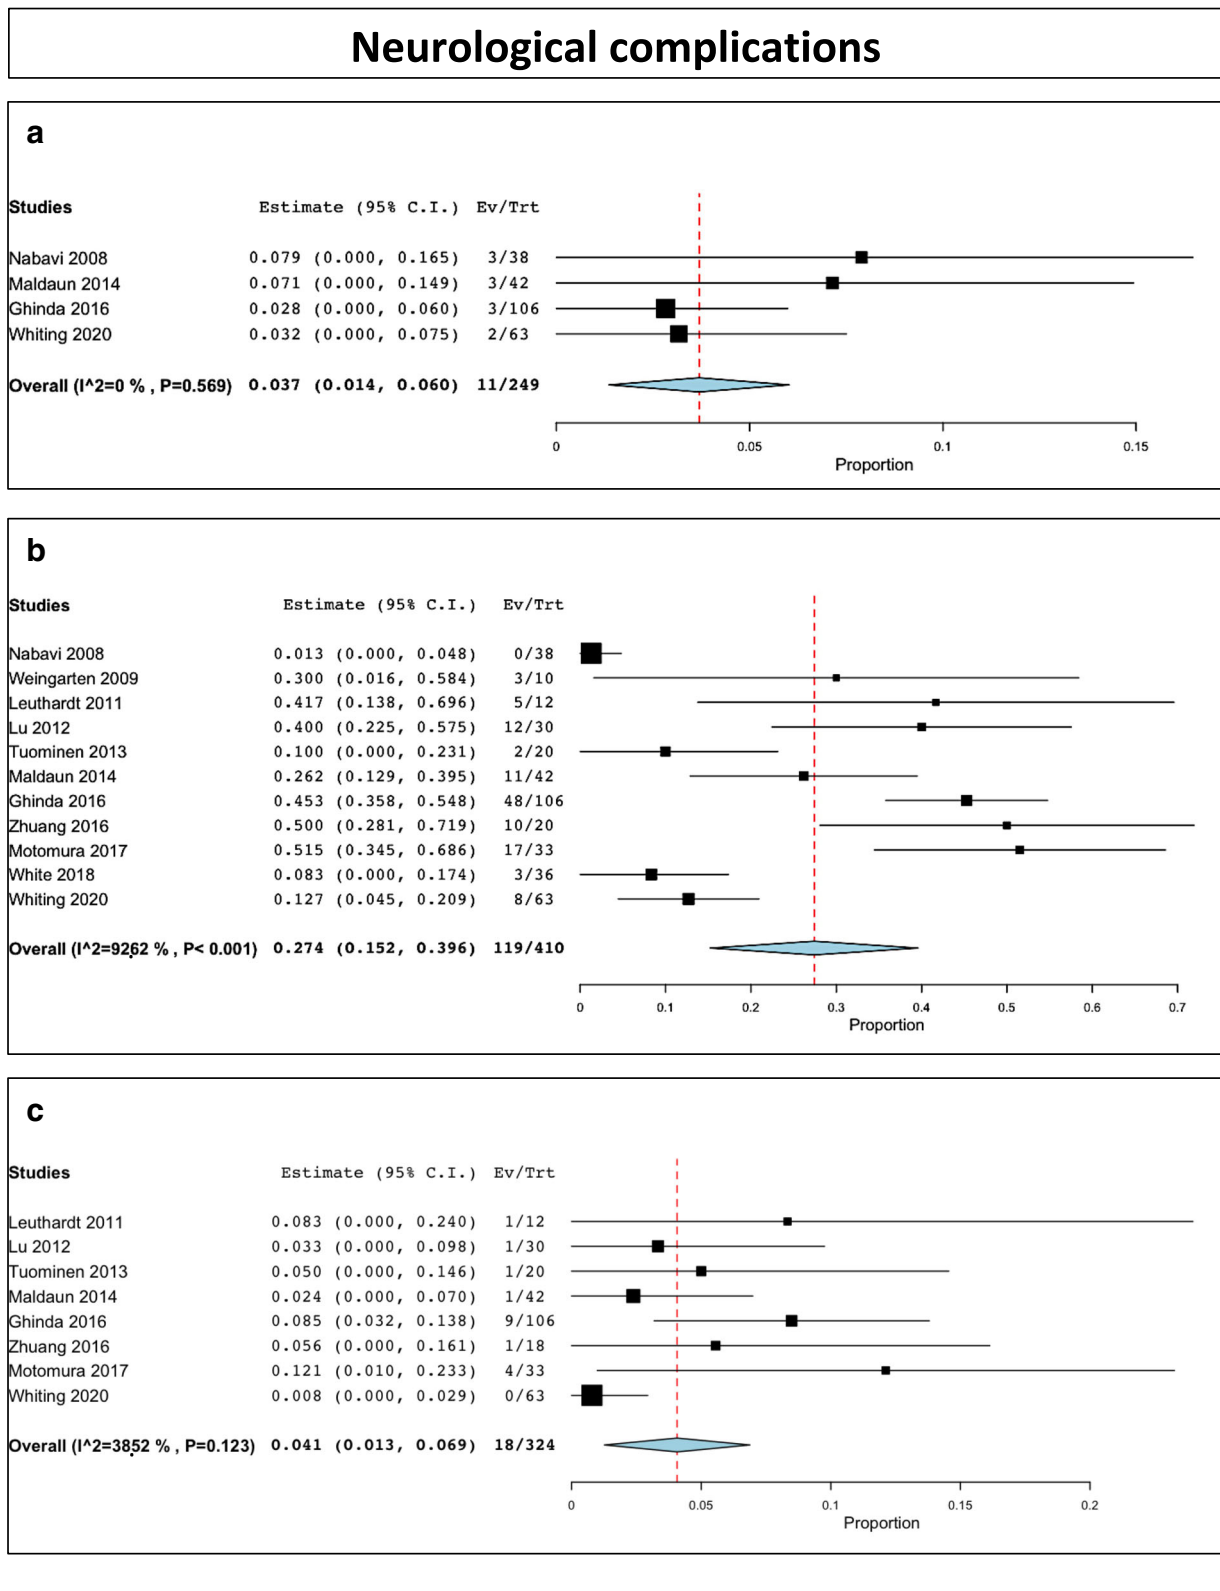 Neurological complications
a
Studies Estimate (95% C.I.) Ev/Trt
Nabavi 2008 0.079 (0.000, 0.165) 3/38
Maldaun 2014 0.071 (0.000, 0.149) 3/42
Ghinda 2016 0.028 (0.000, 0.060) 3/106
Whiting 2020 0.032 (0.000, 0.075) 2/63
Overall (I^2=0 % , P=0.569) 0.037 (0.014, 0.060) 11/249
0 0.05 0.1 0.15
Proportion
b
Studies Estimate (95% C.I.) Ev/Trt
Nabavi 2008 0.013 (0.000, 0.048) 0/38
Weingarten 2009 0.300 (0.016, 0.584) 3/10
Leuthardt 2011 0.417 (0.138, 0.696) 5/12
Lu 2012 0.400 (0.225, 0.575) 12/30
Tuominen 2013 0.100 (0.000, 0.231) 2/20
Maldaun 2014 0.262 (0.129, 0.395) 11/42
Ghinda 2016 0.453 (0.358, 0.548) 48/106
Zhuang 2016 0.500 (0.281, 0.719) 10/20
Motomura 2017 0.515 (0.345, 0.686) 17/33
White 2018 0.083 (0.000, 0.174) 3/36
Whiting 2020 0.127 (0.045, 0.209) 8/63
Overall (I^2=92.62 % , P< 0.001) 0.274 (0.152, 0.396) 119/410
0 0.1 0.2 0.3 0.4 0.5 0.6 0.7
Proportion
c
Studies Estimate (95% C.I.) Ev/Trt
Leuthardt 2011 0.083 (0.000, 0.240) 1/12
Lu 2012 0.033 (0.000, 0.098) 1/30
Tuominen 2013 0.050 (0.000, 0.146) 1/20
Maldaun 2014 0.024 (0.000, 0.070) 1/42
Ghinda 2016 0.085 (0.032, 0.138) 9/106
Zhuang 2016 0.056 (0.000, 0.161) 1/18
Motomura 2017 0.121 (0.010, 0.233) 4/33
Whiting 2020 0.008 (0.000, 0.029) 0/63
Overall (I^2=38.52 % , P=0.123) 0.041 (0.013, 0.069) 18/324
0 0.05 0.1 0.15 0.2
Proportion